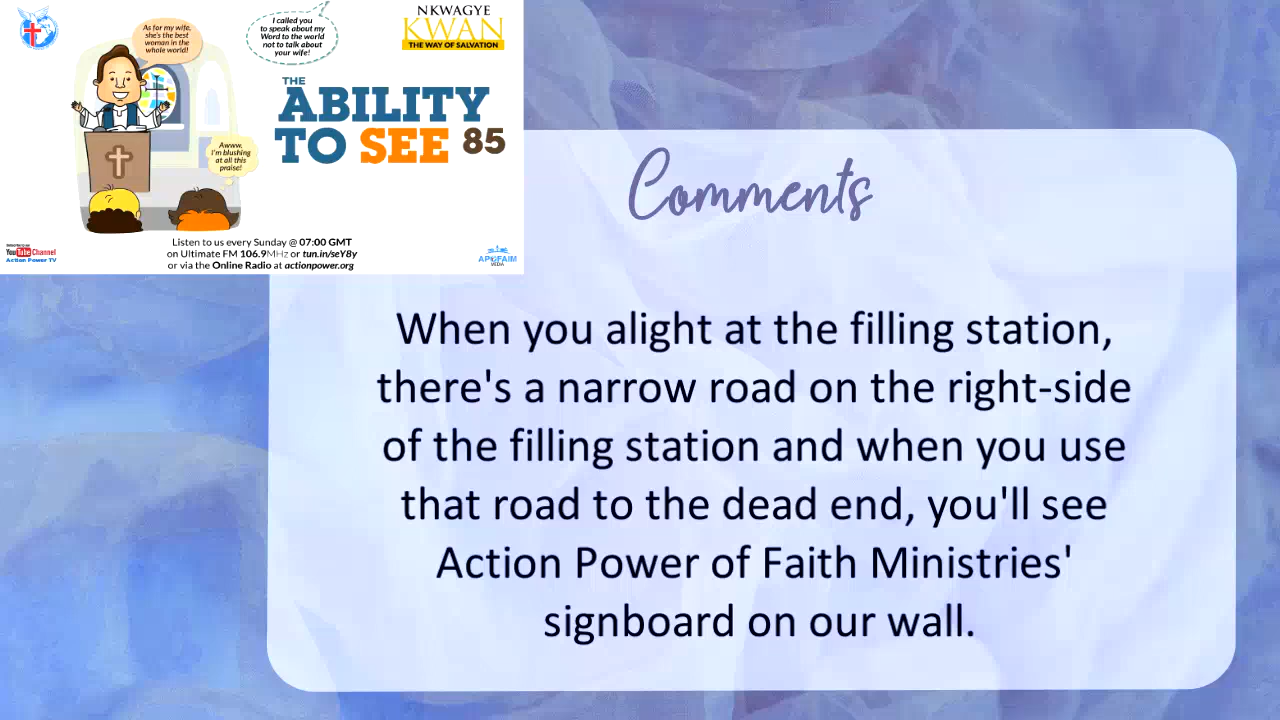 As for my wife,
she's the best
woman in the
whole world!
I called you
to speak about my
Word to the world
not to talk about
your wife!
NKWAGYE
KWAN
THE WAY OF SALVATION
THE
ABILITY
TO SEE 85
Awww,
I'm blushing
at all this
praise!
Listen to us every Sunday @ 07:00 GMT
on Ultimate FM 106.9MHz or tun.in/seY8y
or via the Online Radio at actionpower.org
YouTube Channel
Action Power TV
APOFAIM
MEDIA
Comments
When you alight at the filling station,
there's a narrow road on the right-side
of the filling station and when you use
that road to the dead end, you'll see
Action Power of Faith Ministries'
signboard on our wall.